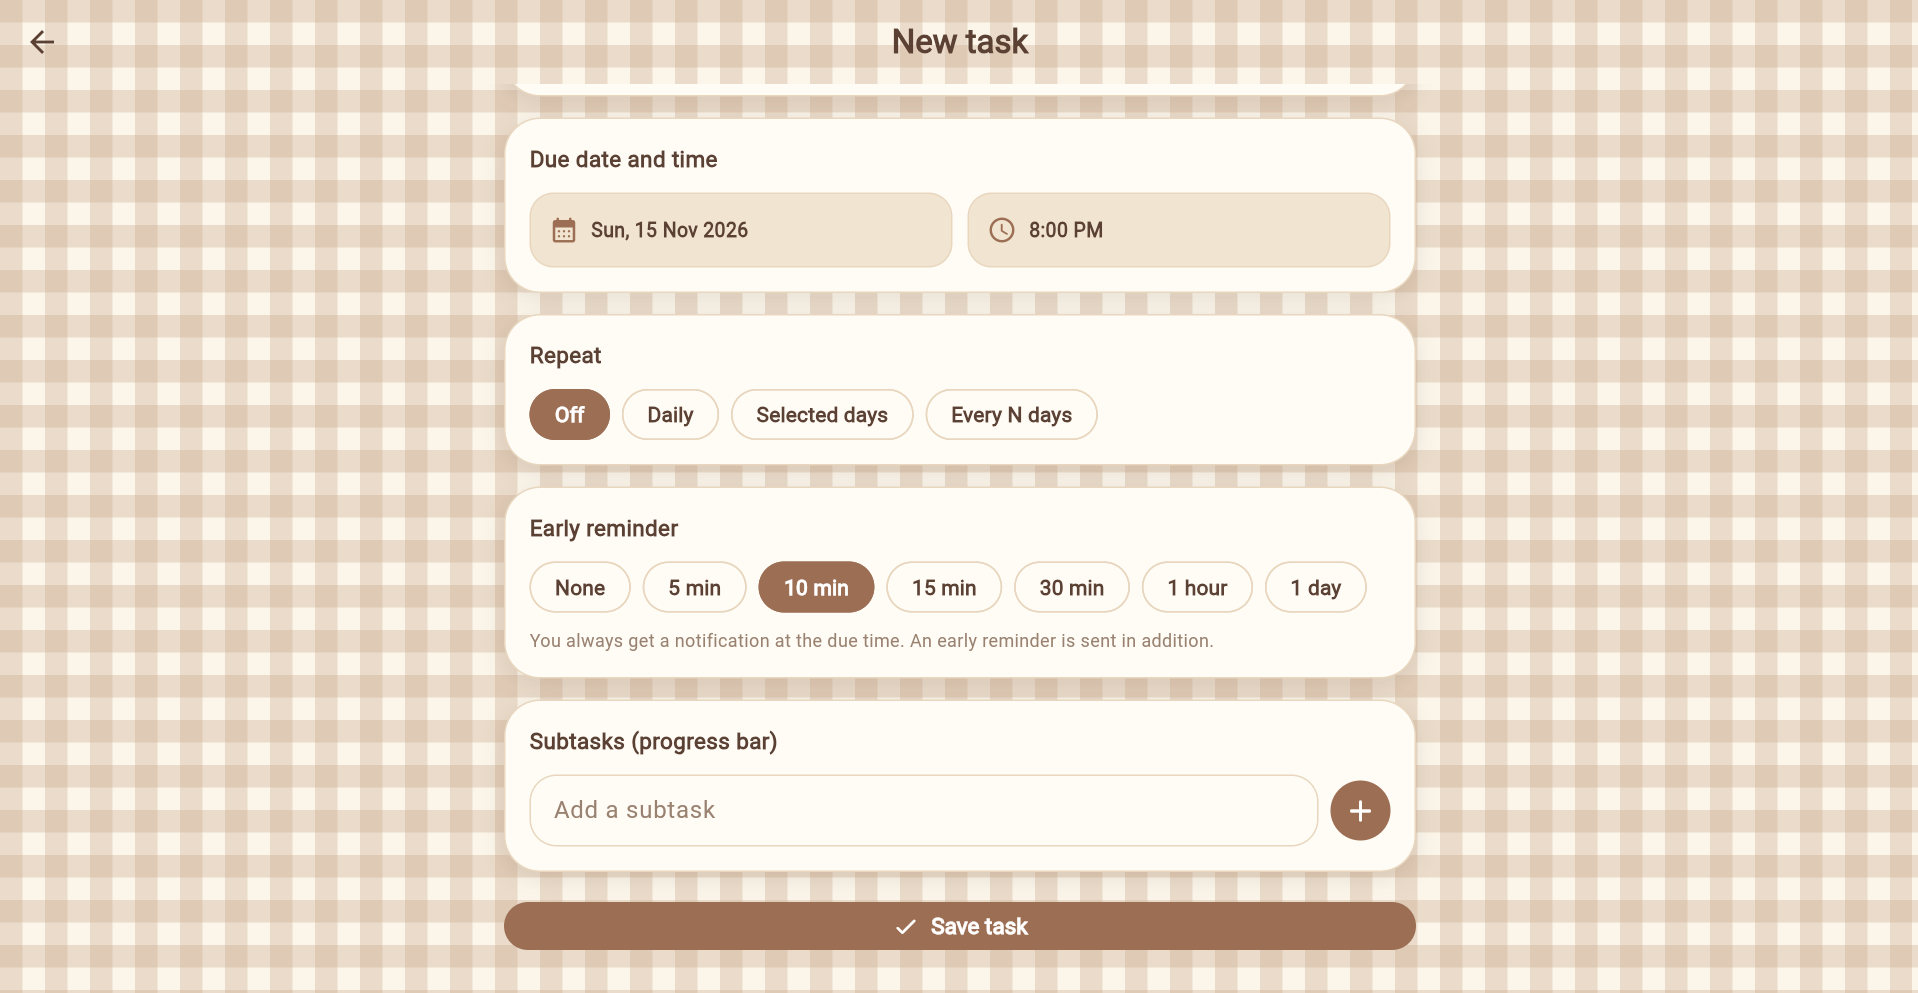 New task
Due date and time
Sun, 15 Nov 2026
8:00 PM
Repeat
Off
Daily
Selected days
Every N days
Early reminder
None
5 min
10 min
15 min
30 min
1 hour
1 day
You always get a notification at the due time. An early reminder is sent in addition.
Subtasks (progress bar)
Add a subtask
Save task